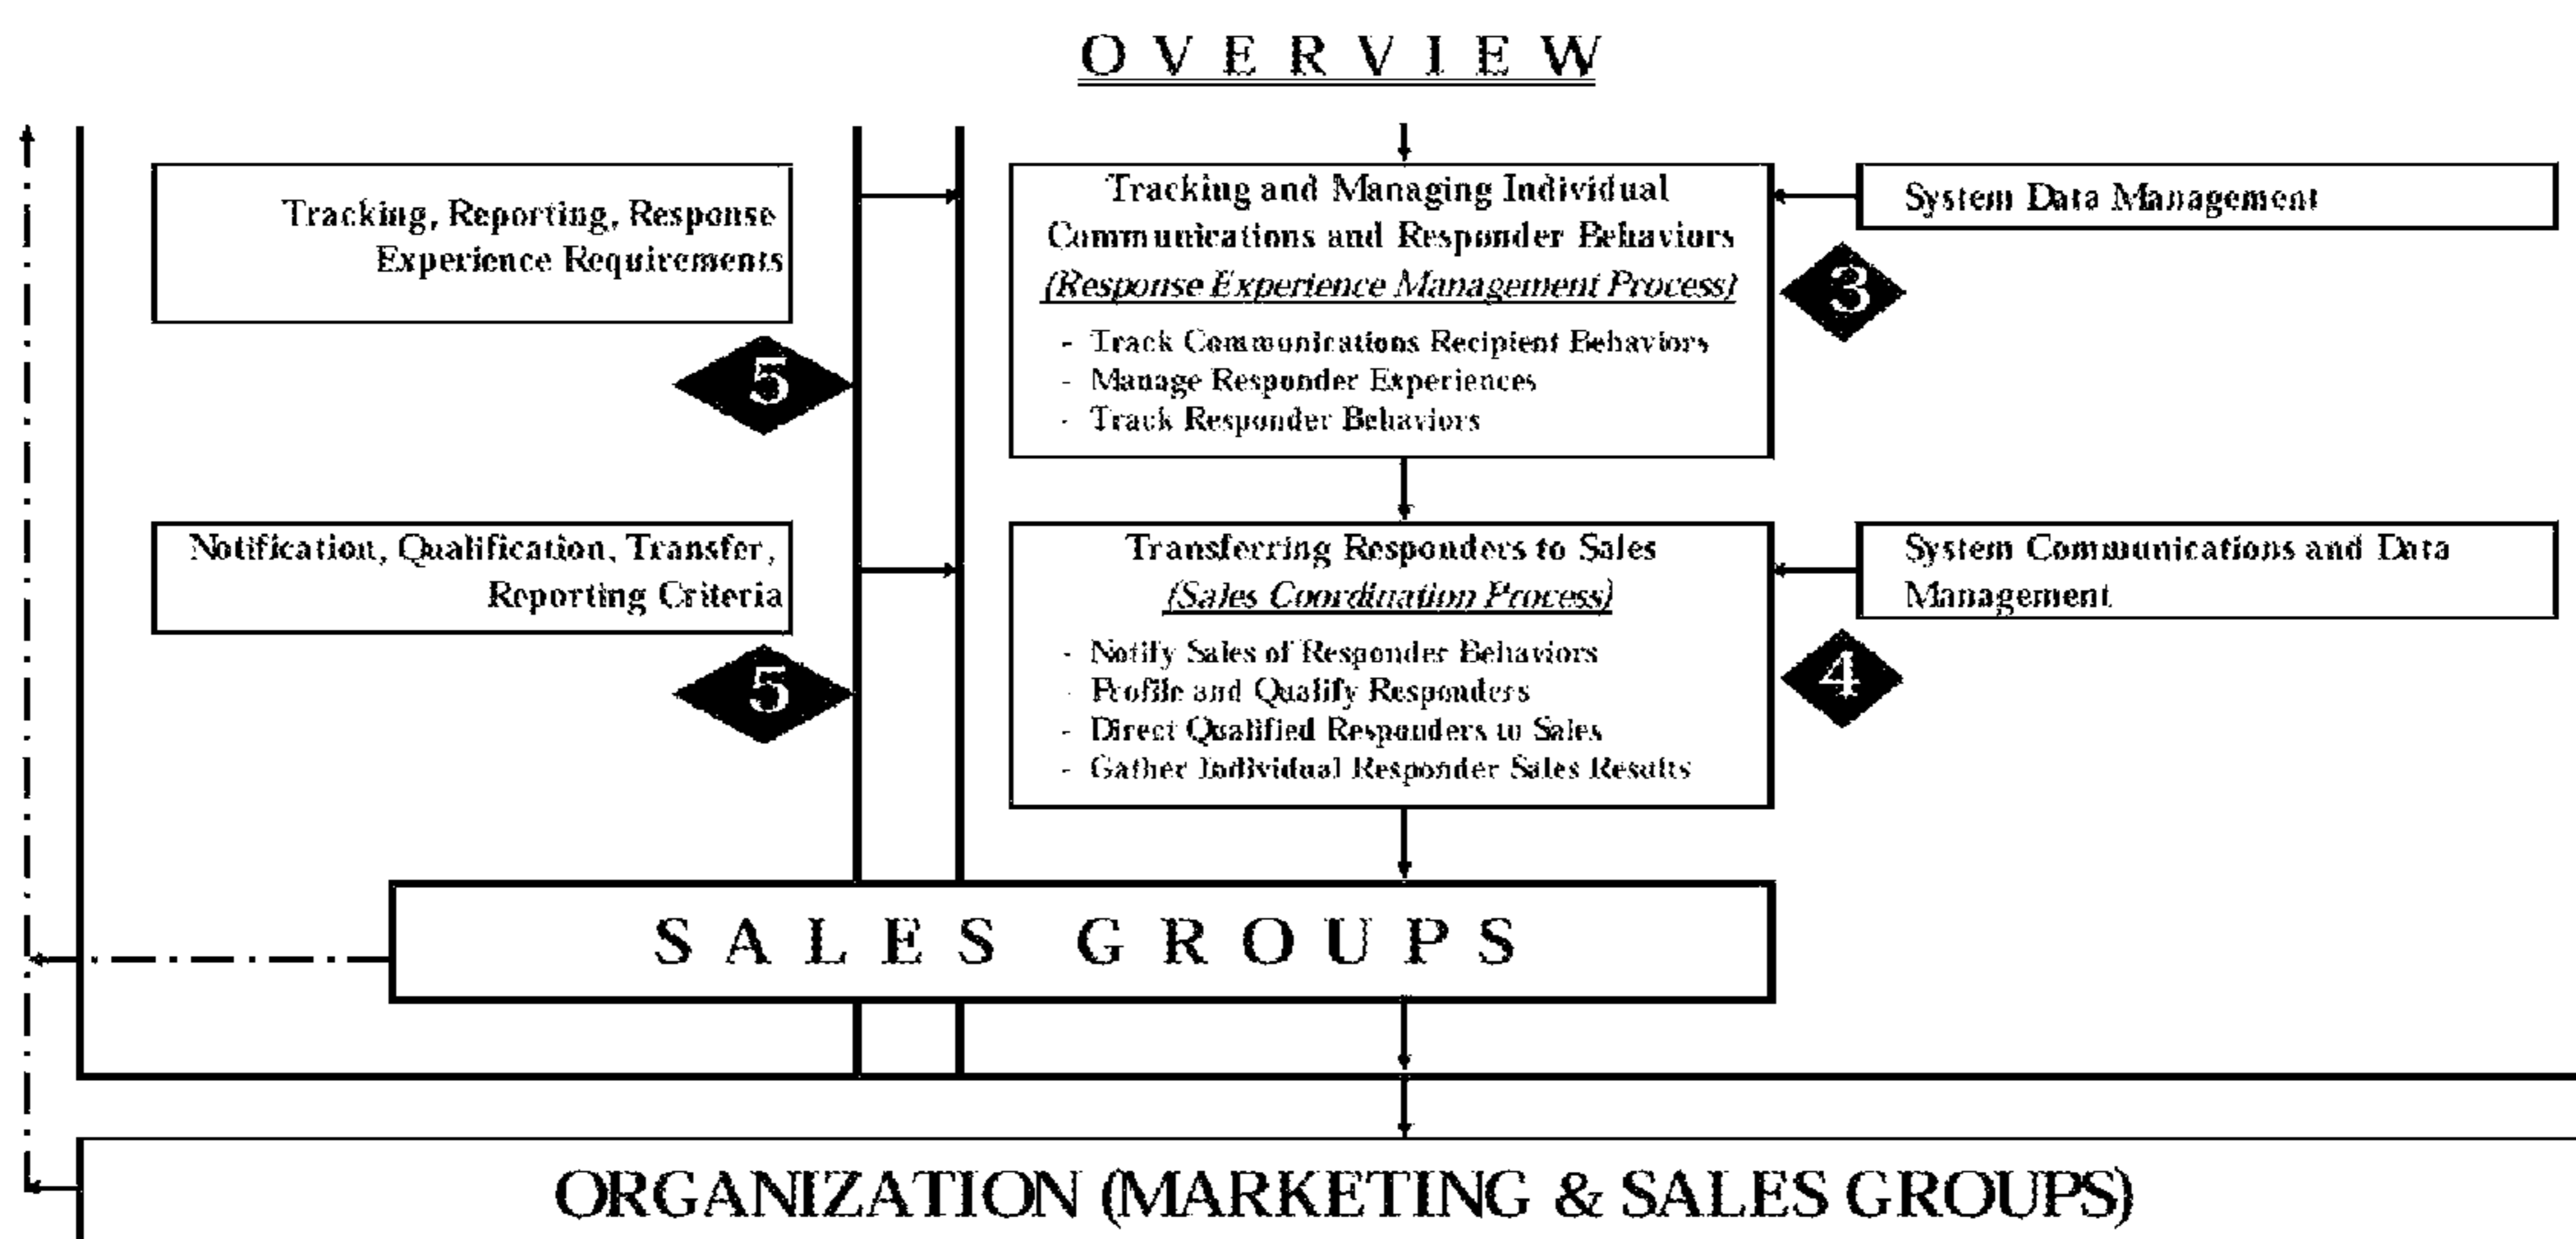 O V E R V I E W
Tracking, Reporting, Response
Experience Requirements
5
Tracking and Managing Individual
Communications and Responder Behaviors
(Response Experience Management Process)
- Track Communications Recipient Behaviors
- Manage Responder Experiences
- Track Responder Behaviors
System Data Management
3
Notification, Qualification, Transfer,
Reporting Criteria
5
Transferring Responders to Sales
(Sales Coordination Process)
- Notify Sales of Responder Behaviors
- Profile and Qualify Responders
- Direct Qualified Responders to Sales
- Gather Individual Responder Sales Results
System Communications and Data
Management
4
S A L E S G R O U P S
ORGANIZATION (MARKETING & SALES GROUPS)